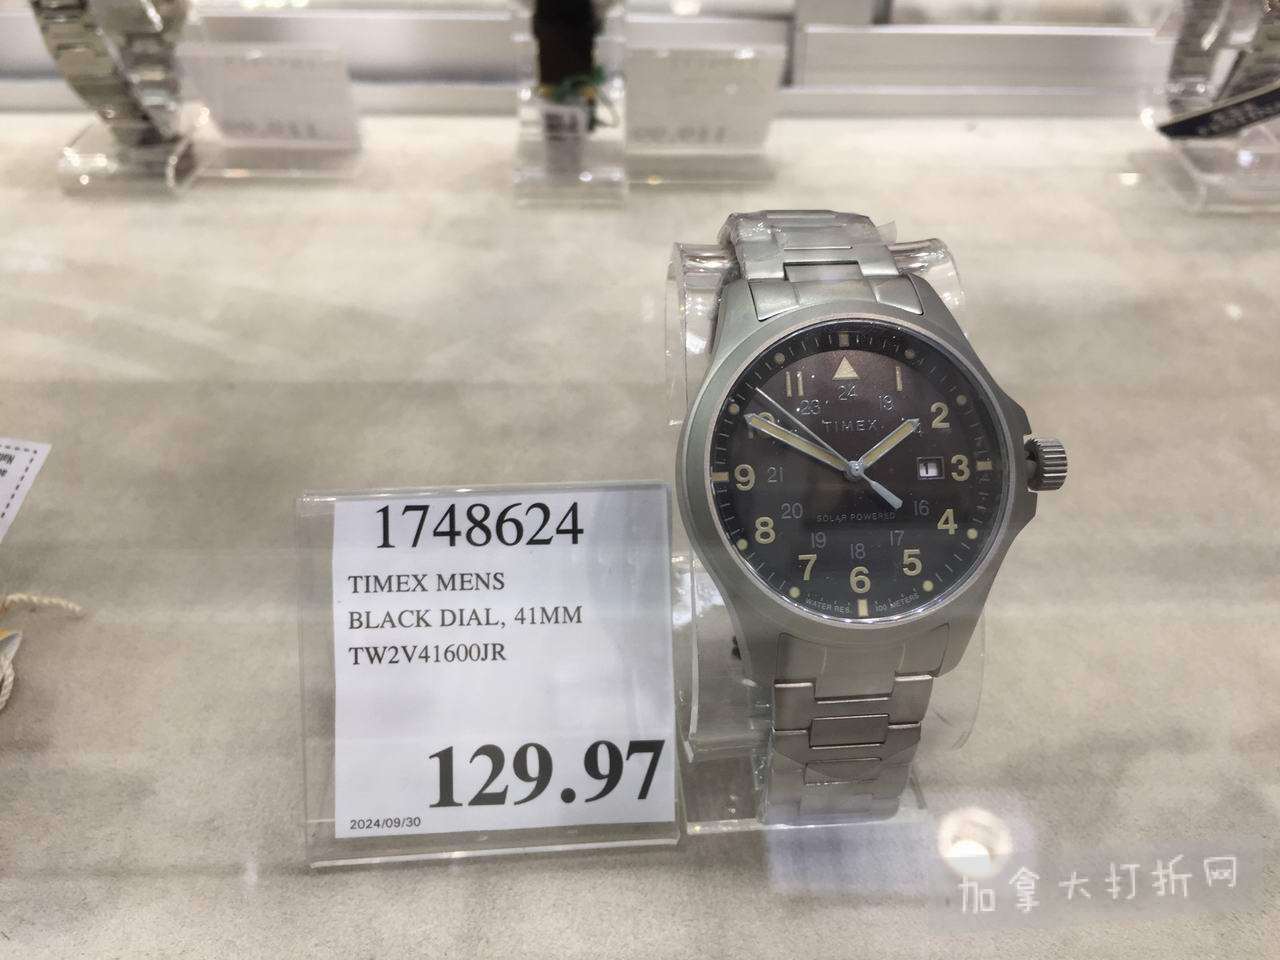 1748624
TIMEX MENS
BLACK DIAL, 41MM
TW2V41600JR
129.97
2024/09/30
11 1
24
23 13
TIMEX
10 2
9 21 1 3
20 16
SOLAR POWERED
8 4
19 18 17
7 6 5
WATER RES. 100 METERS
加拿大打折网